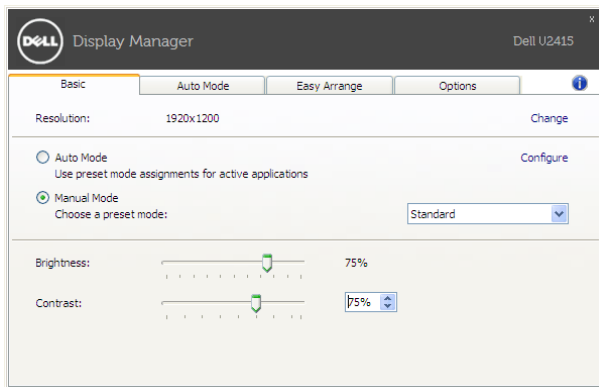 x
DELL Display Manager Dell U2415
Basic Auto Mode Easy Arrange Options i
Resolution: 1920x1200 Change
Auto Mode Configure
Use preset mode assignments for active applications
Manual Mode
Choose a preset mode: Standard
Brightness: 75%
Contrast: 75%